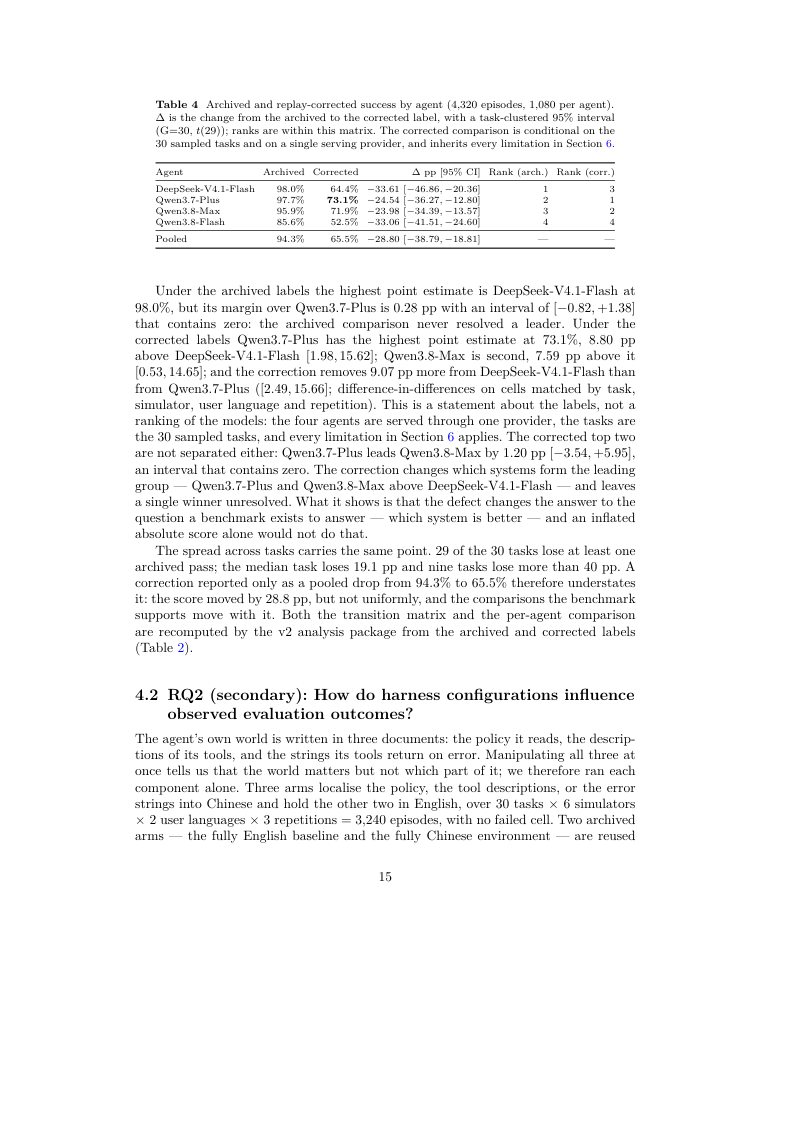 Table 4 Archived and replay-corrected success by agent (4,320 episodes, 1,080 per agent).
Δ is the change from the archived to the corrected label, with a task-clustered 95% interval
(G=30, t(29)); ranks are within this matrix. The corrected comparison is conditional on the
30 sampled tasks and on a single serving provider, and inherits every limitation in Section 6.
Agent Archived Corrected Δ pp [95% CI] Rank (arch.) Rank (corr.)
DeepSeek-V4.1-Flash 98.0% 64.4% −33.61 [−46.86, −20.36] 1 3
Qwen3.7-Plus 97.7% 73.1% −24.54 [−36.27, −12.80] 2 1
Qwen3.8-Max 95.9% 71.9% −23.98 [−34.39, −13.57] 3 2
Qwen3.8-Flash 85.6% 52.5% −33.06 [−41.51, −24.60] 4 4
Pooled 94.3% 65.5% −28.80 [−38.79, −18.81] — —
Under the archived labels the highest point estimate is DeepSeek-V4.1-Flash at
98.0%, but its margin over Qwen3.7-Plus is 0.28 pp with an interval of [−0.82, +1.38]
that contains zero: the archived comparison never resolved a leader. Under the
corrected labels Qwen3.7-Plus has the highest point estimate at 73.1%, 8.80 pp
above DeepSeek-V4.1-Flash [1.98, 15.62]; Qwen3.8-Max is second, 7.59 pp above it
[0.53, 14.65]; and the correction removes 9.07 pp more from DeepSeek-V4.1-Flash than
from Qwen3.7-Plus ([2.49, 15.66]; difference-in-differences on cells matched by task,
simulator, user language and repetition). This is a statement about the labels, not a
ranking of the models: the four agents are served through one provider, the tasks are
the 30 sampled tasks, and every limitation in Section 6 applies. The corrected top two
are not separated either: Qwen3.7-Plus leads Qwen3.8-Max by 1.20 pp [−3.54, +5.95],
an interval that contains zero. The correction changes which systems form the leading
group — Qwen3.7-Plus and Qwen3.8-Max above DeepSeek-V4.1-Flash — and leaves
a single winner unresolved. What it shows is that the defect changes the answer to the
question a benchmark exists to answer — which system is better — and an inflated
absolute score alone would not do that.
The spread across tasks carries the same point. 29 of the 30 tasks lose at least one
archived pass; the median task loses 19.1 pp and nine tasks lose more than 40 pp. A
correction reported only as a pooled drop from 94.3% to 65.5% therefore understates
it: the score moved by 28.8 pp, but not uniformly, and the comparisons the benchmark
supports move with it. Both the transition matrix and the per-agent comparison
are recomputed by the v2 analysis package from the archived and corrected labels
(Table 2).
4.2 RQ2 (secondary): How do harness configurations influence
observed evaluation outcomes?
The agent's own world is written in three documents: the policy it reads, the descrip-
tions of its tools, and the strings its tools return on error. Manipulating all three at
once tells us that the world matters but not which part of it; we therefore ran each
component alone. Three arms localise the policy, the tool descriptions, or the error
strings into Chinese and hold the other two in English, over 30 tasks × 6 simulators
× 2 user languages × 3 repetitions = 3,240 episodes, with no failed cell. Two archived
arms — the fully English baseline and the fully Chinese environment — are reused
15